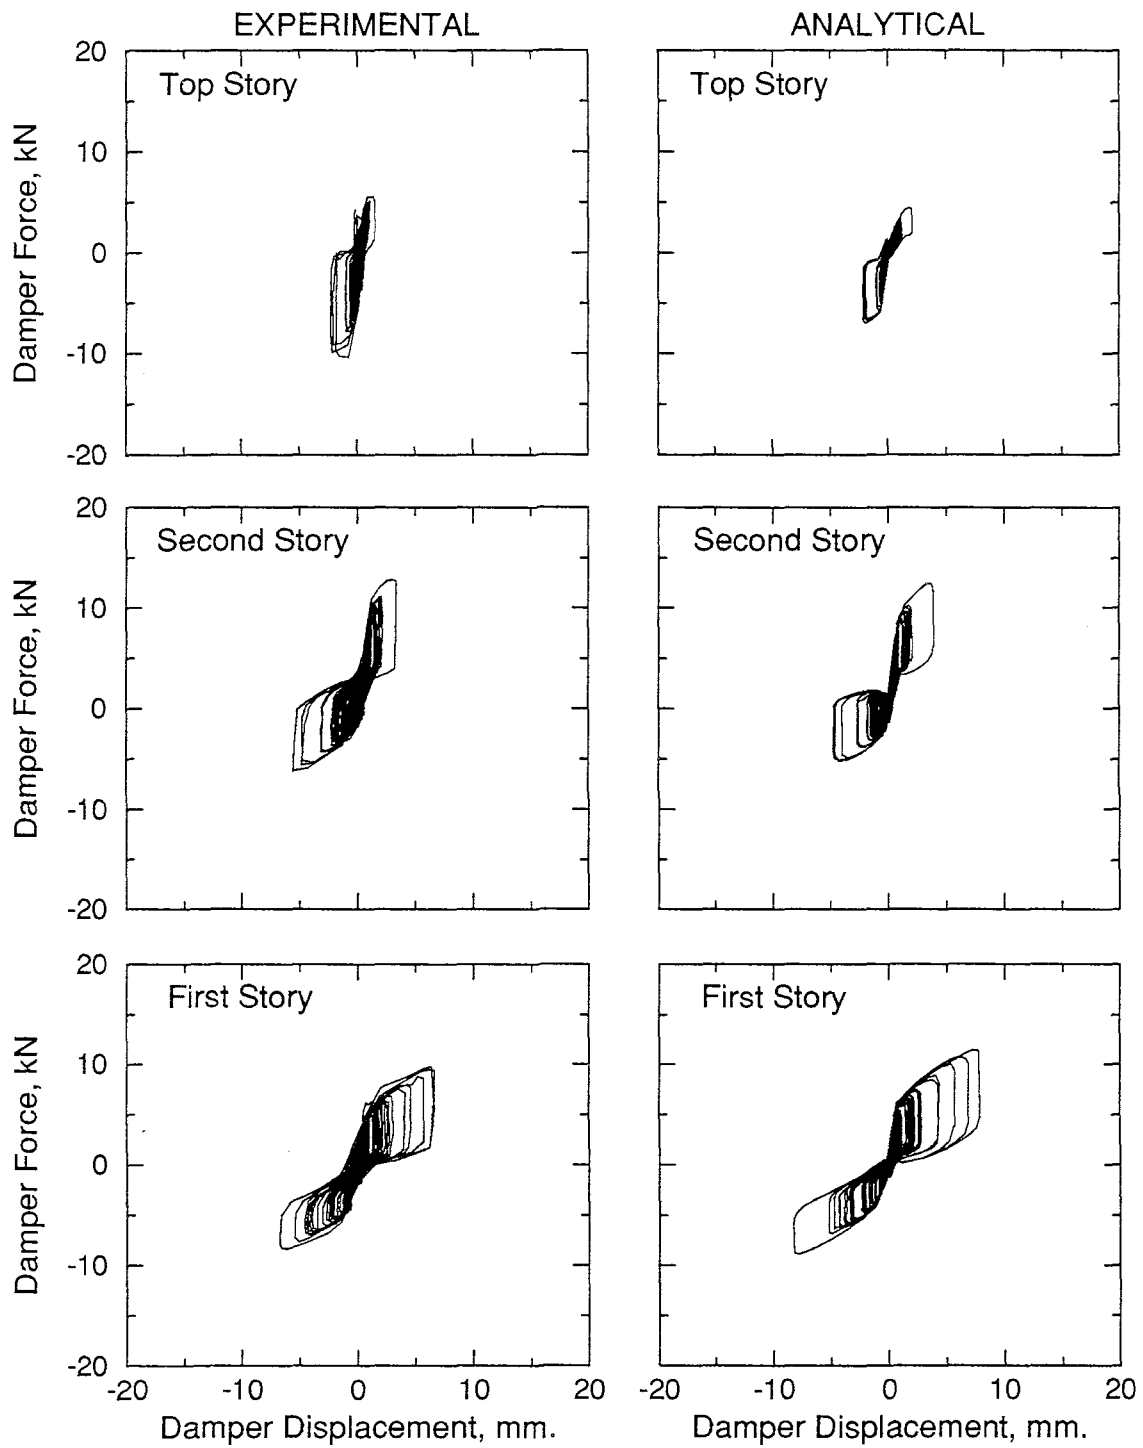 EXPERIMENTAL
ANALYTICAL
20
Top Story
Top Story
10
0
-10
-20
Damper Force, kN
20
Second Story
Second Story
10
0
-10
-20
Damper Force, kN
20
First Story
First Story
10
0
-10
-20
Damper Force, kN
-20 -10 0 10 20
-20 -10 0 10 20
Damper Displacement, mm.
Damper Displacement, mm.